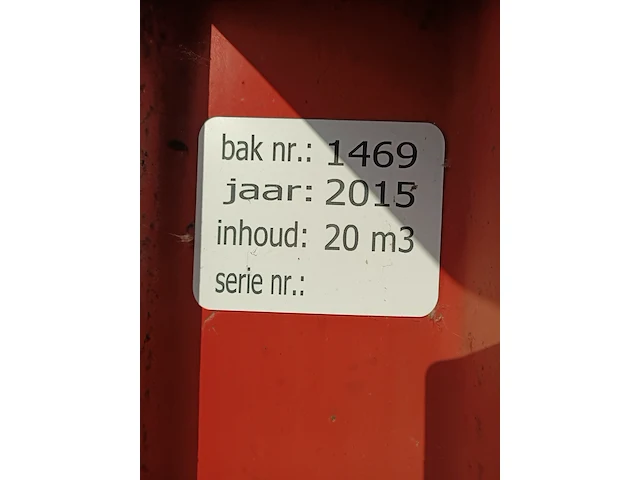 bak nr.: 1469
jaar: 2015
inhoud: 20 m3
serie nr.: